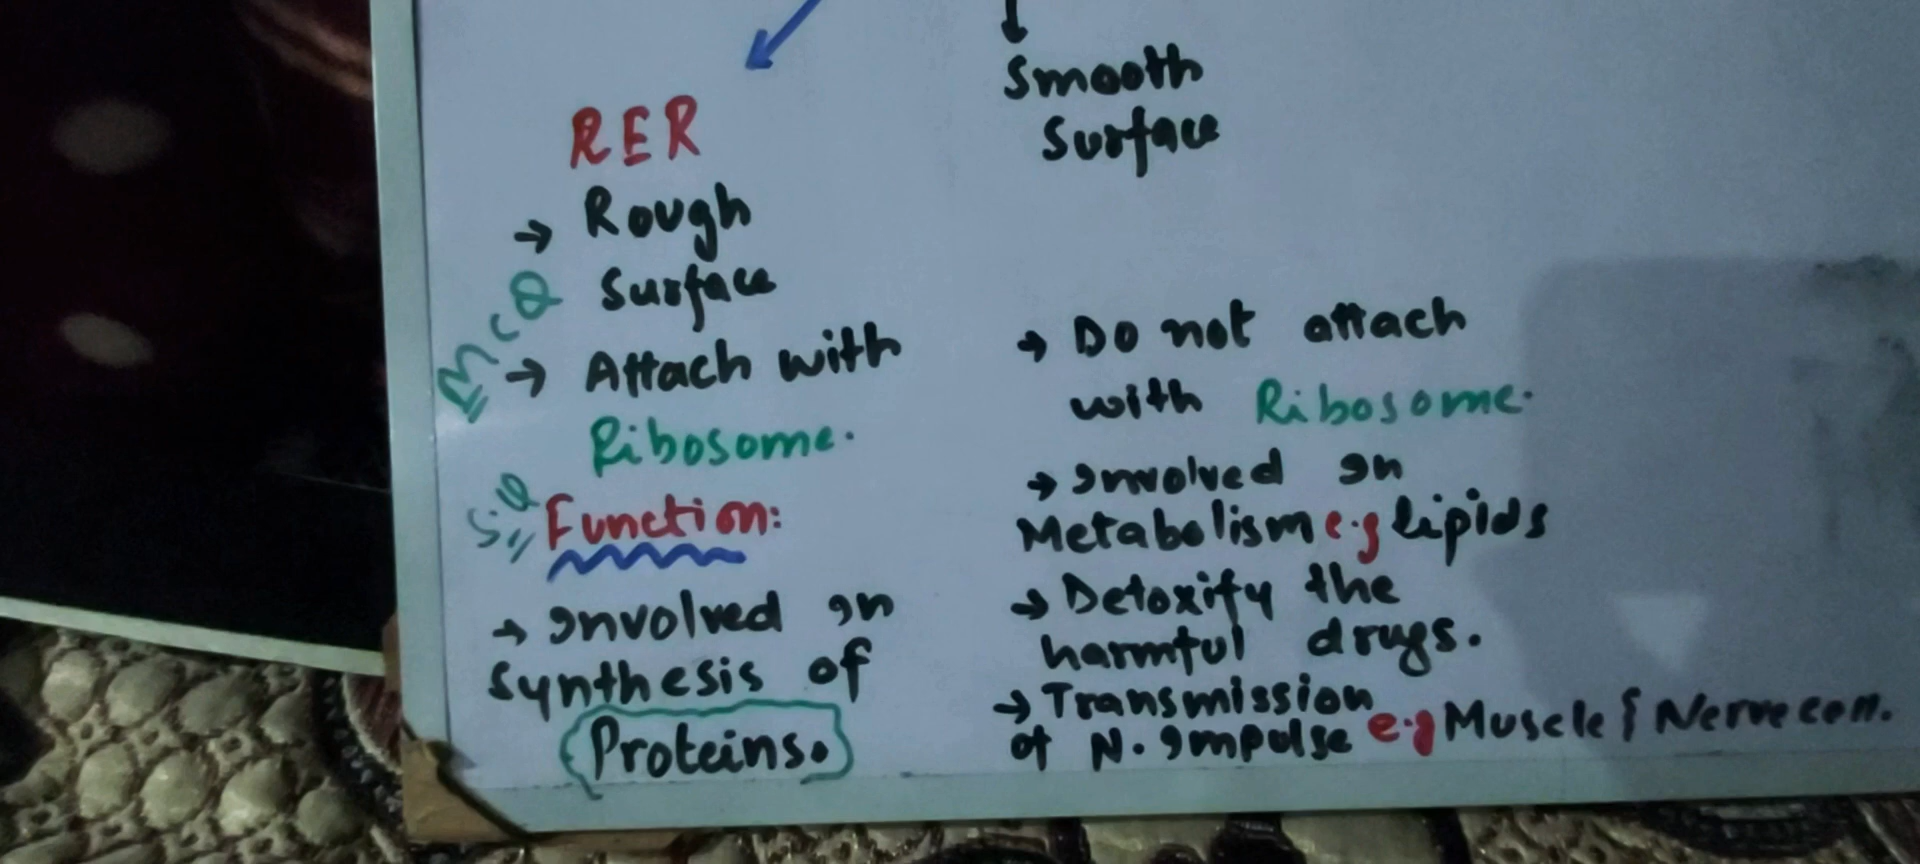 RER
→ Rough
Surface
MCQ
→ Attach with
Ribosome.
S.Q
Function:
→ Involved in
Synthesis of
Proteins.
Smooth
Surface
→ Do not attach
with Ribosome.
→ Involved in
Metabolism e.g lipids
→ Detoxify the
harmful drugs.
→ Transmission
of N. Impulse e.g Muscle & Nerve cell.